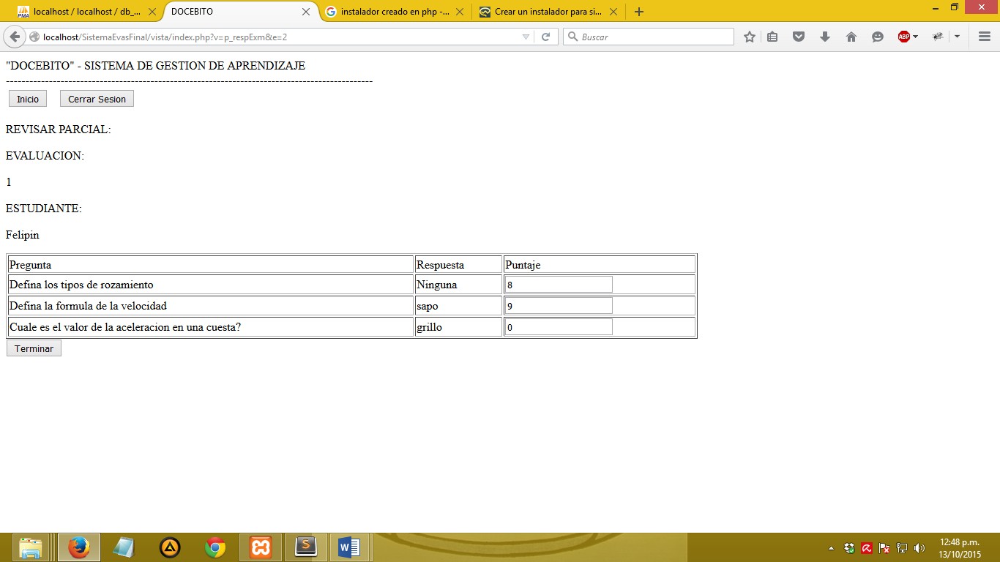 localhost / localhost / db_...
DOCEBITO
instalador creado en php -...
Crear un instalador para si...
localhost/SistemaEvasFinal/vista/index.php?v=p_respExm&e=2
Buscar
ABP
"DOCEBITO" - SISTEMA DE GESTION DE APRENDIZAJE
----------------------------------------------------------------------------------------------------
Inicio Cerrar Sesion
REVISAR PARCIAL:
EVALUACION:
1
ESTUDIANTE:
Felipin
Pregunta Respuesta Puntaje
Defina los tipos de rozamiento Ninguna 8
Defina la formula de la velocidad sapo 9
Cuale es el valor de la aceleracion en una cuesta? grillo 0
Terminar
12:48 p.m.
13/10/2015